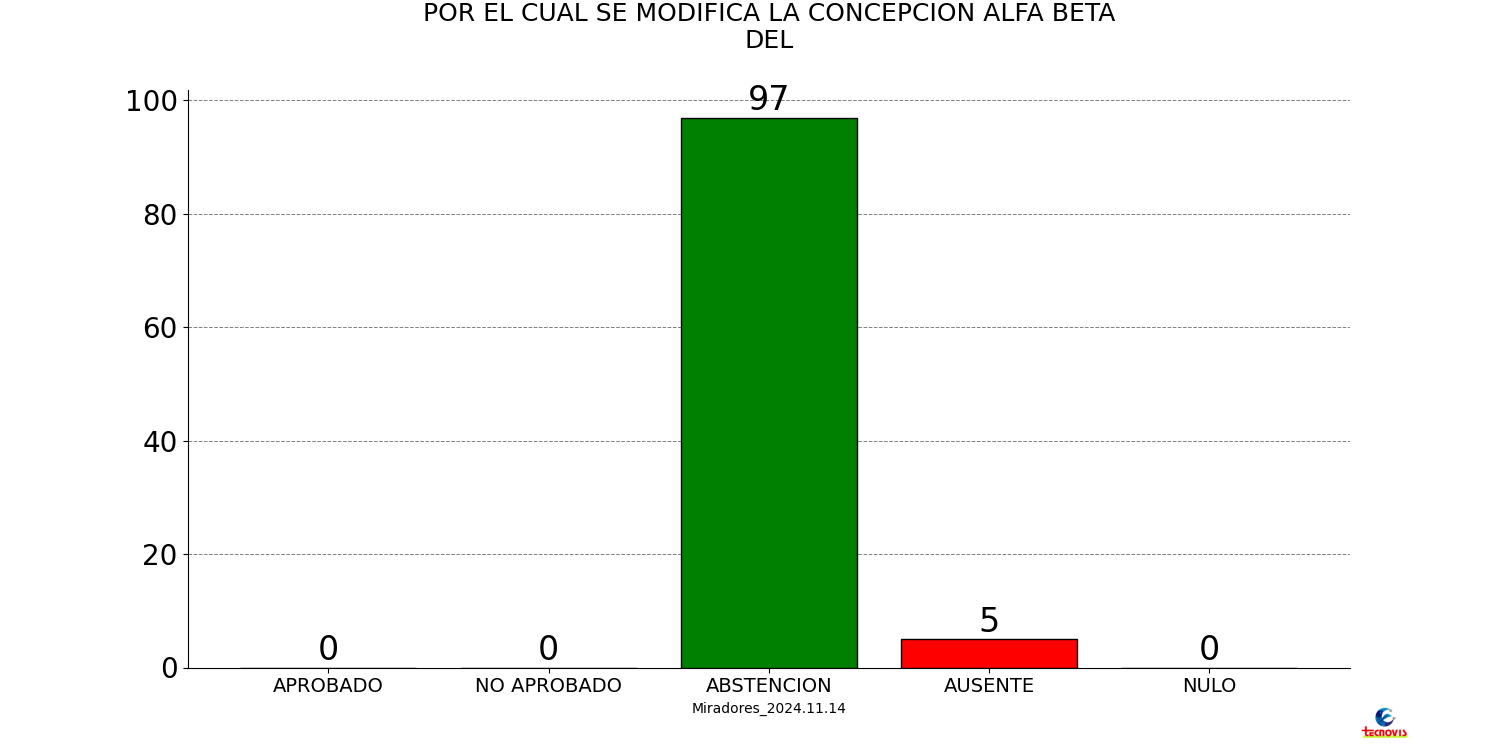 POR EL CUAL SE MODIFICA LA CONCEPCION ALFA BETA
DEL
100
80
60
40
20
0
0
0
97
5
0
APROBADO NO APROBADO ABSTENCION AUSENTE NULO
Miradores_2024.11.14
tecnovis